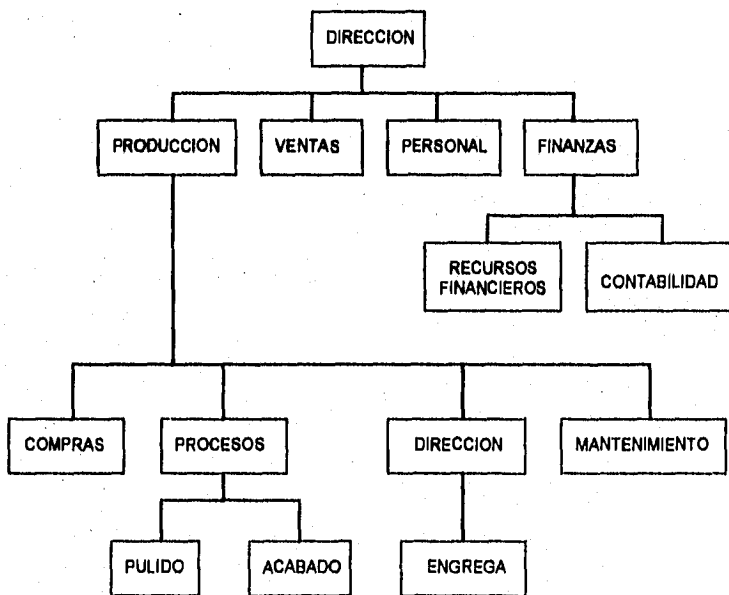 DIRECCION
PRODUCCION
VENTAS
PERSONAL
FINANZAS
RECURSOS
FINANCIEROS
CONTABILIDAD
COMPRAS
PROCESOS
DIRECCION
MANTENIMIENTO
PULIDO
ACABADO
ENGREGA